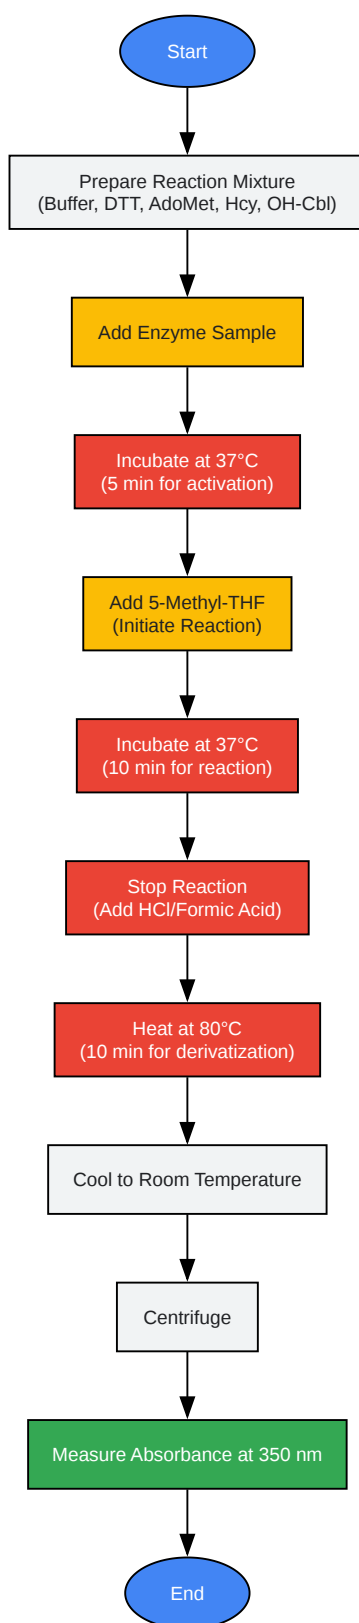 Start
Prepare Reaction Mixture
(Buffer, DTT, AdoMet, Hcy, OH-Cbl)
Add Enzyme Sample
Incubate at 37°C
(5 min for activation)
Add 5-Methyl-THF
(Initiate Reaction)
Incubate at 37°C
(10 min for reaction)
Stop Reaction
(Add HCl/Formic Acid)
Heat at 80°C
(10 min for derivatization)
Cool to Room Temperature
Centrifuge
Measure Absorbance at 350 nm
End